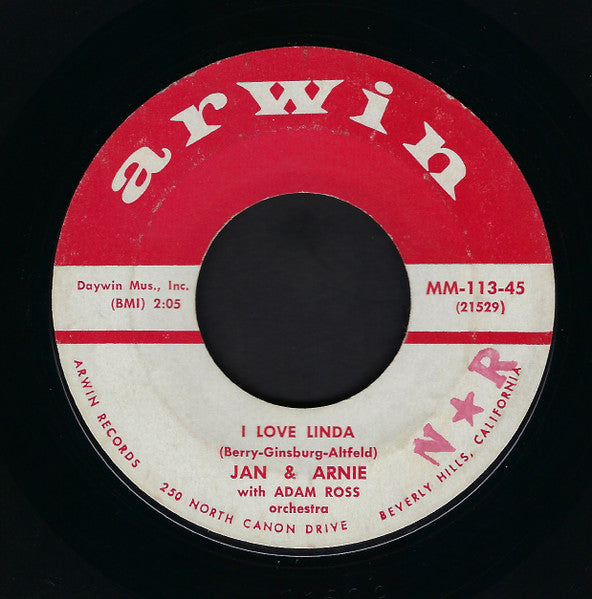 arwin
Daywin Mus., Inc.
(BMI) 2:05
MM-113-45
(21529)
N★R
I LOVE LINDA
(Berry-Ginsburg-Altfeld)
JAN & ARNIE
with ADAM ROSS
orchestra
ARWIN RECORDS 250 NORTH CANON DRIVE BEVERLY HILLS, CALIFORNIA